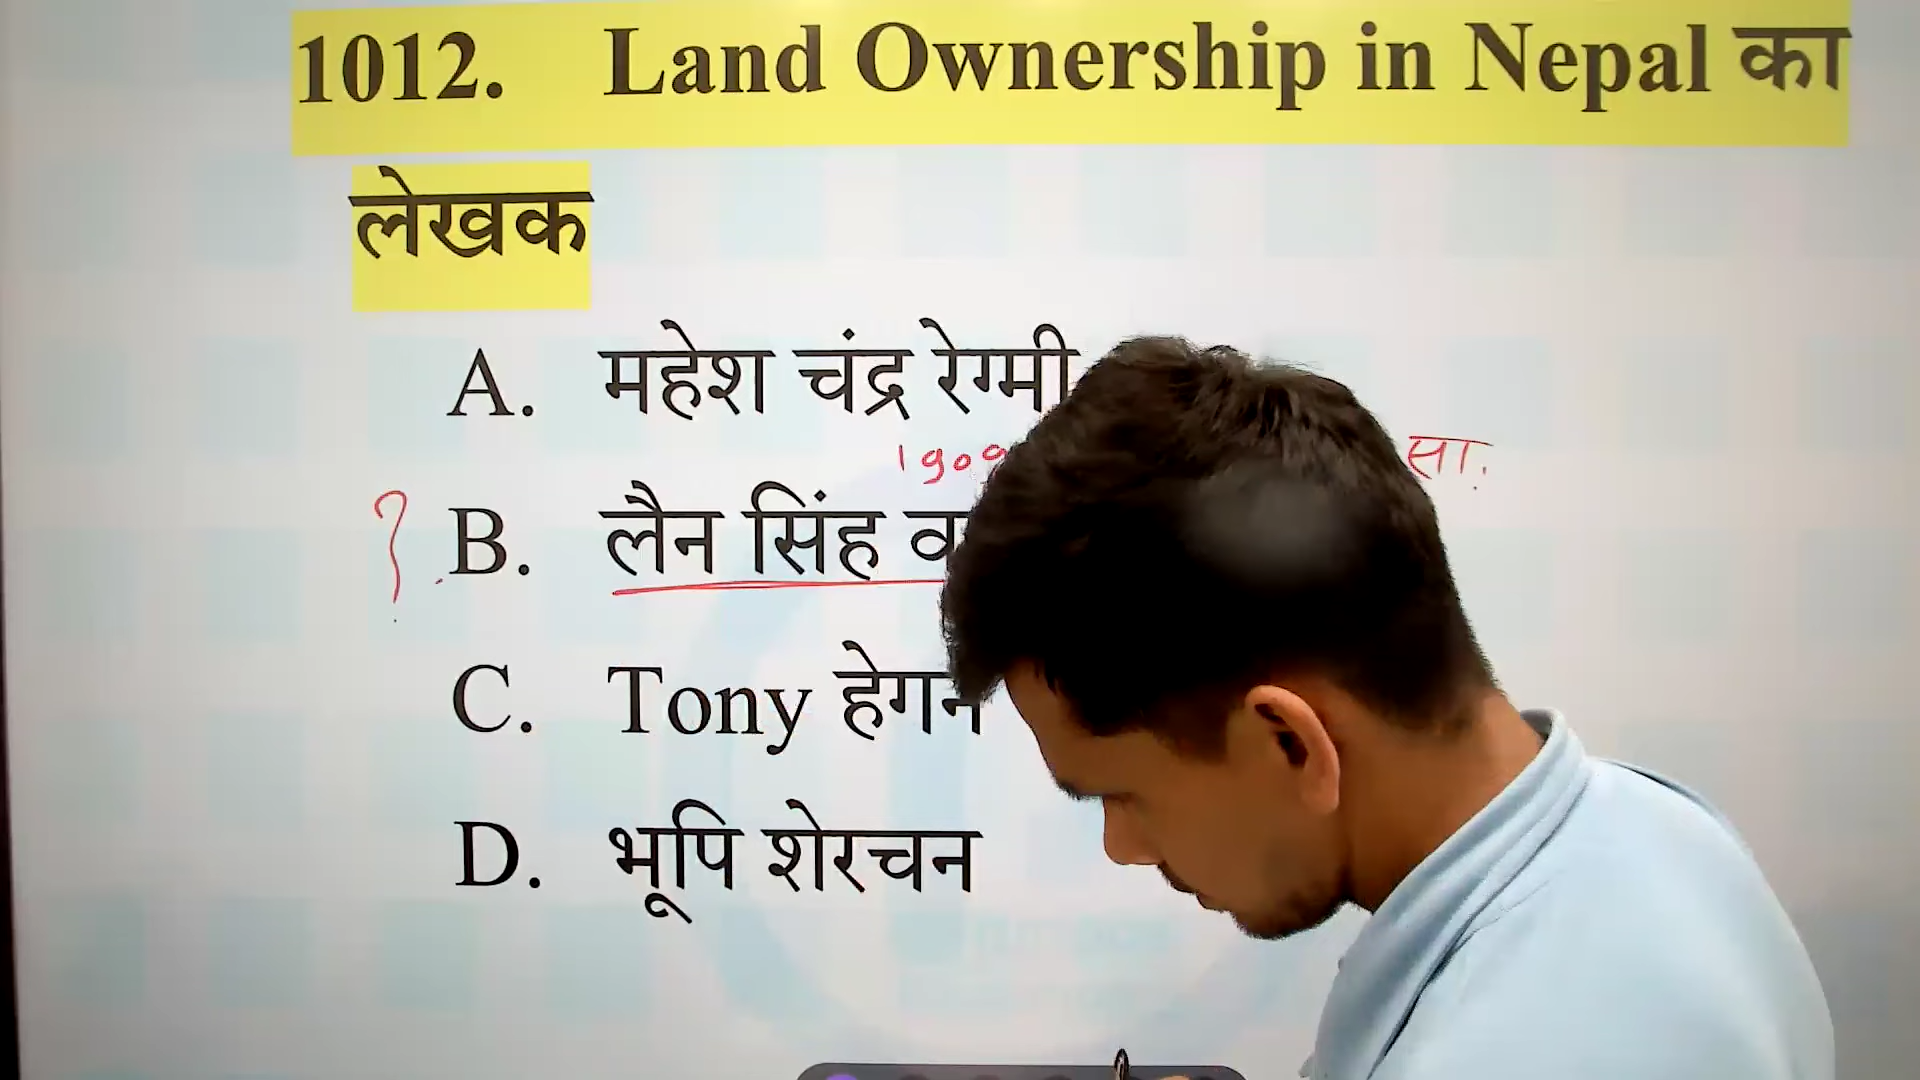 1012. Land Ownership in Nepal का
लेखक
A. महेश चंद्र रेग्मी
सा.
B. लैन सिंह
C. Tony हेगन
D. भूपि शेरचन